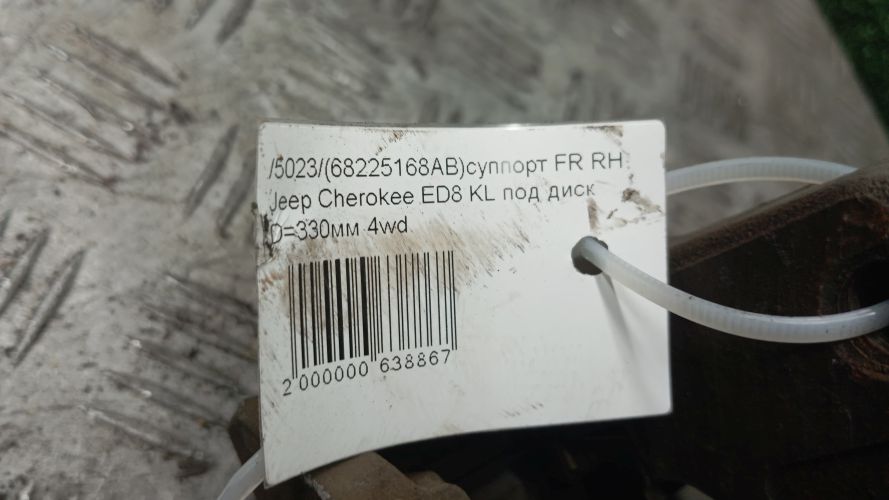 /5023/(68225168AB)суппорт FR RH
Jeep Cherokee ED8 KL под диск
D=330мм 4wd
2 000000 638867